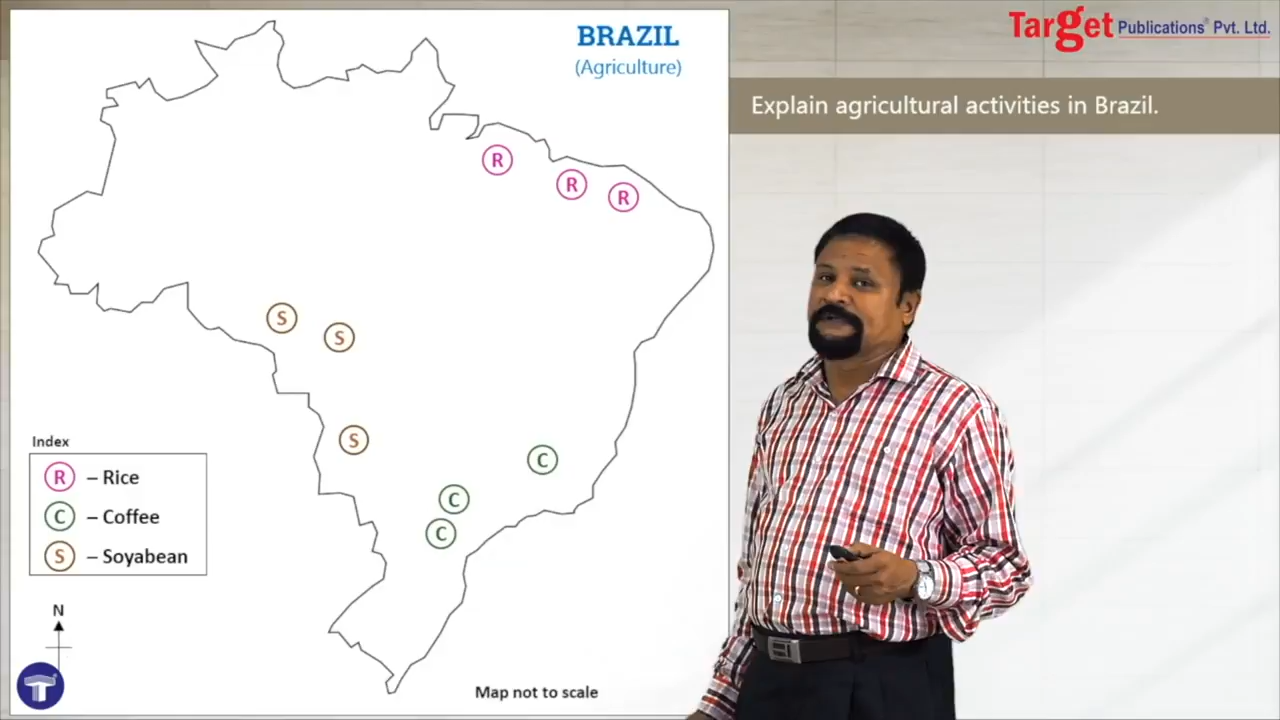 BRAZIL
(Agriculture)
R
R
R
S
S
S
C
C
C
Index
R – Rice
C – Coffee
S – Soyabean
N
Map not to scale
Target Publications® Pvt. Ltd.
Explain agricultural activities in Brazil.